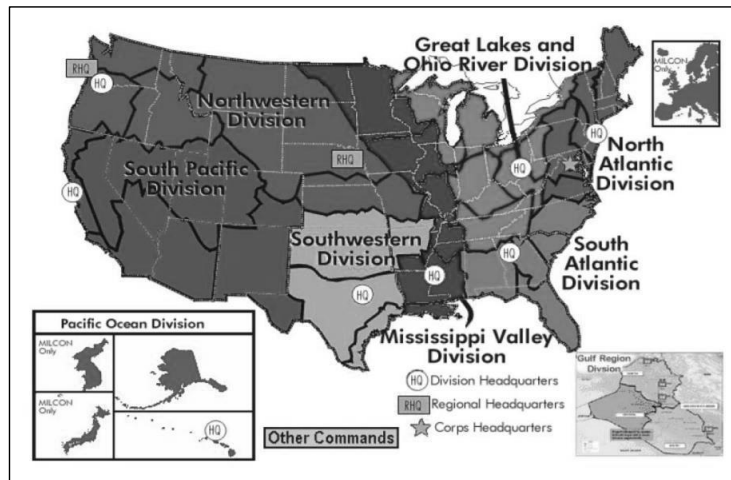 Great Lakes and
Ohio River Division
MILCON
Only
RHQ
HQ
Northwestern
Division
HQ
North
Atlantic
Division
RHQ
HQ
South Pacific
Division
HQ
Southwestern
Division
HQ
South
Atlantic
Division
HQ
HQ
Mississippi Valley
Division
Pacific Ocean Division
MILCON
Only
MILCON
Only
HQ
HQ Division Headquarters
RHQ Regional Headquarters
Corps Headquarters
Other Commands
Gulf Region
Division